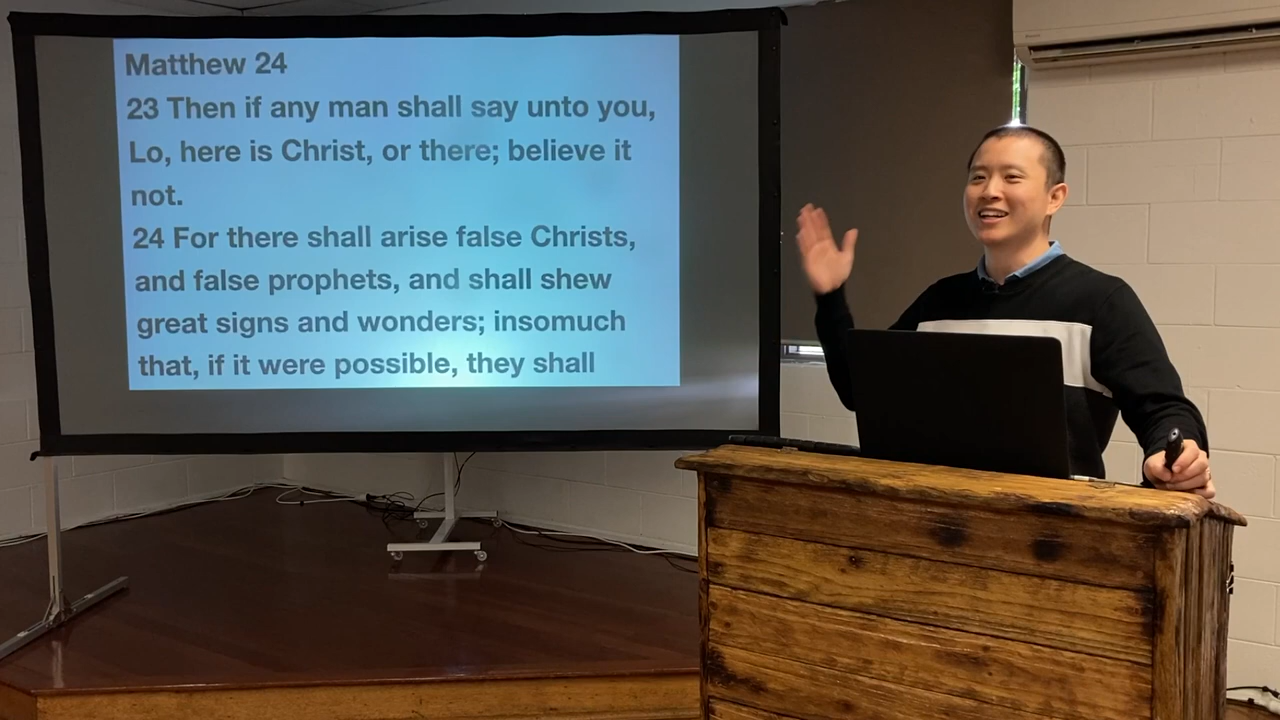 Matthew 24
23 Then if any man shall say unto you,
Lo, here is Christ, or there; believe it
not.
24 For there shall arise false Christs,
and false prophets, and shall shew
great signs and wonders; insomuch
that, if it were possible, they shall